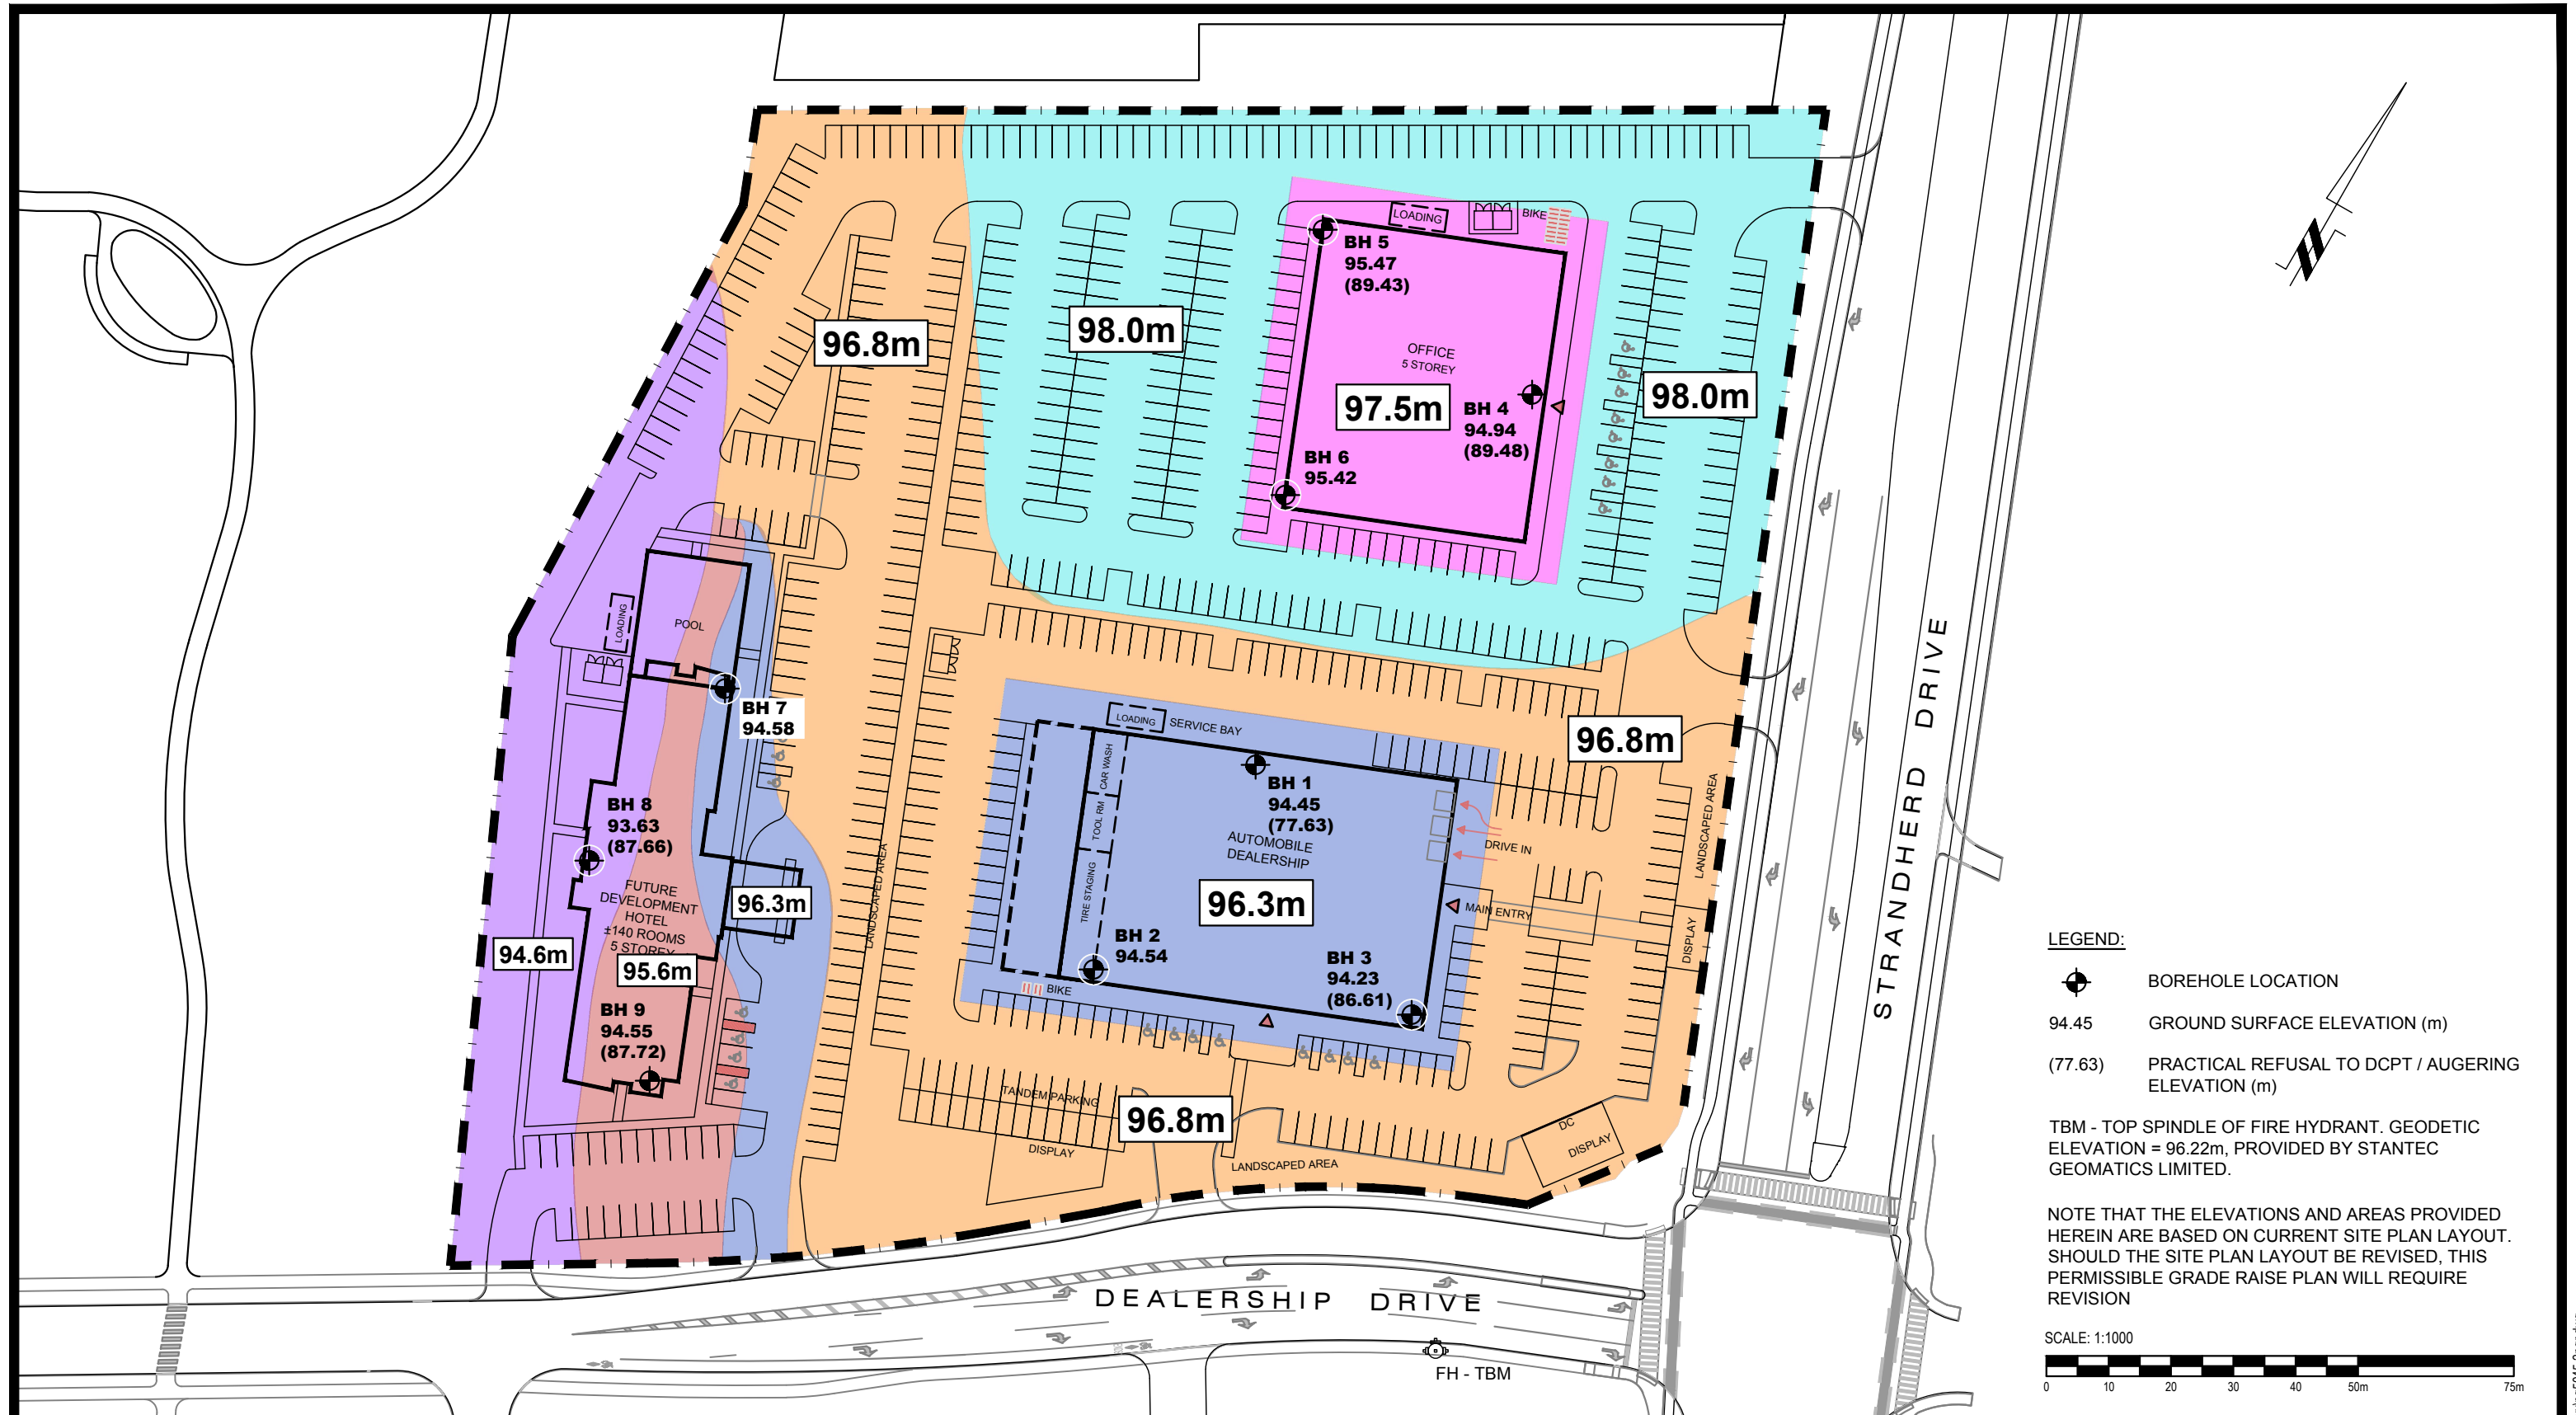 LOADING
BIKE
BH 5
95.47
(89.43)
OFFICE
5 STOREY
96.8m
98.0m
97.5m
98.0m
BH 4
94.94
(89.48)
BH 6
95.42
LOADING
POOL
BH 7
94.58
LOADING
SERVICE BAY
CAR WASH
TOOL RM
TIRE STAGING
BH 1
94.45
(77.63)
AUTOMOBILE
DEALERSHIP
96.3m
96.8m
DRIVE IN
MAIN ENTRY
LANDSCAPED AREA
DISPLAY
STRANDHERD DRIVE
BH 8
93.63
(87.66)
FUTURE
DEVELOPMENT
HOTEL
±140 ROOMS
5 STOREY
96.3m
94.6m
95.6m
LANDSCAPED AREA
BH 2
94.54
BH 3
94.23
(86.61)
BIKE
BH 9
94.55
(87.72)
TANDEM PARKING
96.8m
DISPLAY
LANDSCAPED AREA
DC
DISPLAY
DEALERSHIP DRIVE
FH - TBM
LEGEND:
BOREHOLE LOCATION
94.45 GROUND SURFACE ELEVATION (m)
(77.63) PRACTICAL REFUSAL TO DCPT / AUGERING
ELEVATION (m)
TBM - TOP SPINDLE OF FIRE HYDRANT. GEODETIC
ELEVATION = 96.22m, PROVIDED BY STANTEC
GEOMATICS LIMITED.
NOTE THAT THE ELEVATIONS AND AREAS PROVIDED
HEREIN ARE BASED ON CURRENT SITE PLAN LAYOUT.
SHOULD THE SITE PLAN LAYOUT BE REVISED, THIS
PERMISSIBLE GRADE RAISE PLAN WILL REQUIRE
REVISION
SCALE: 1:1000
0 10 20 30 40 50m 75m